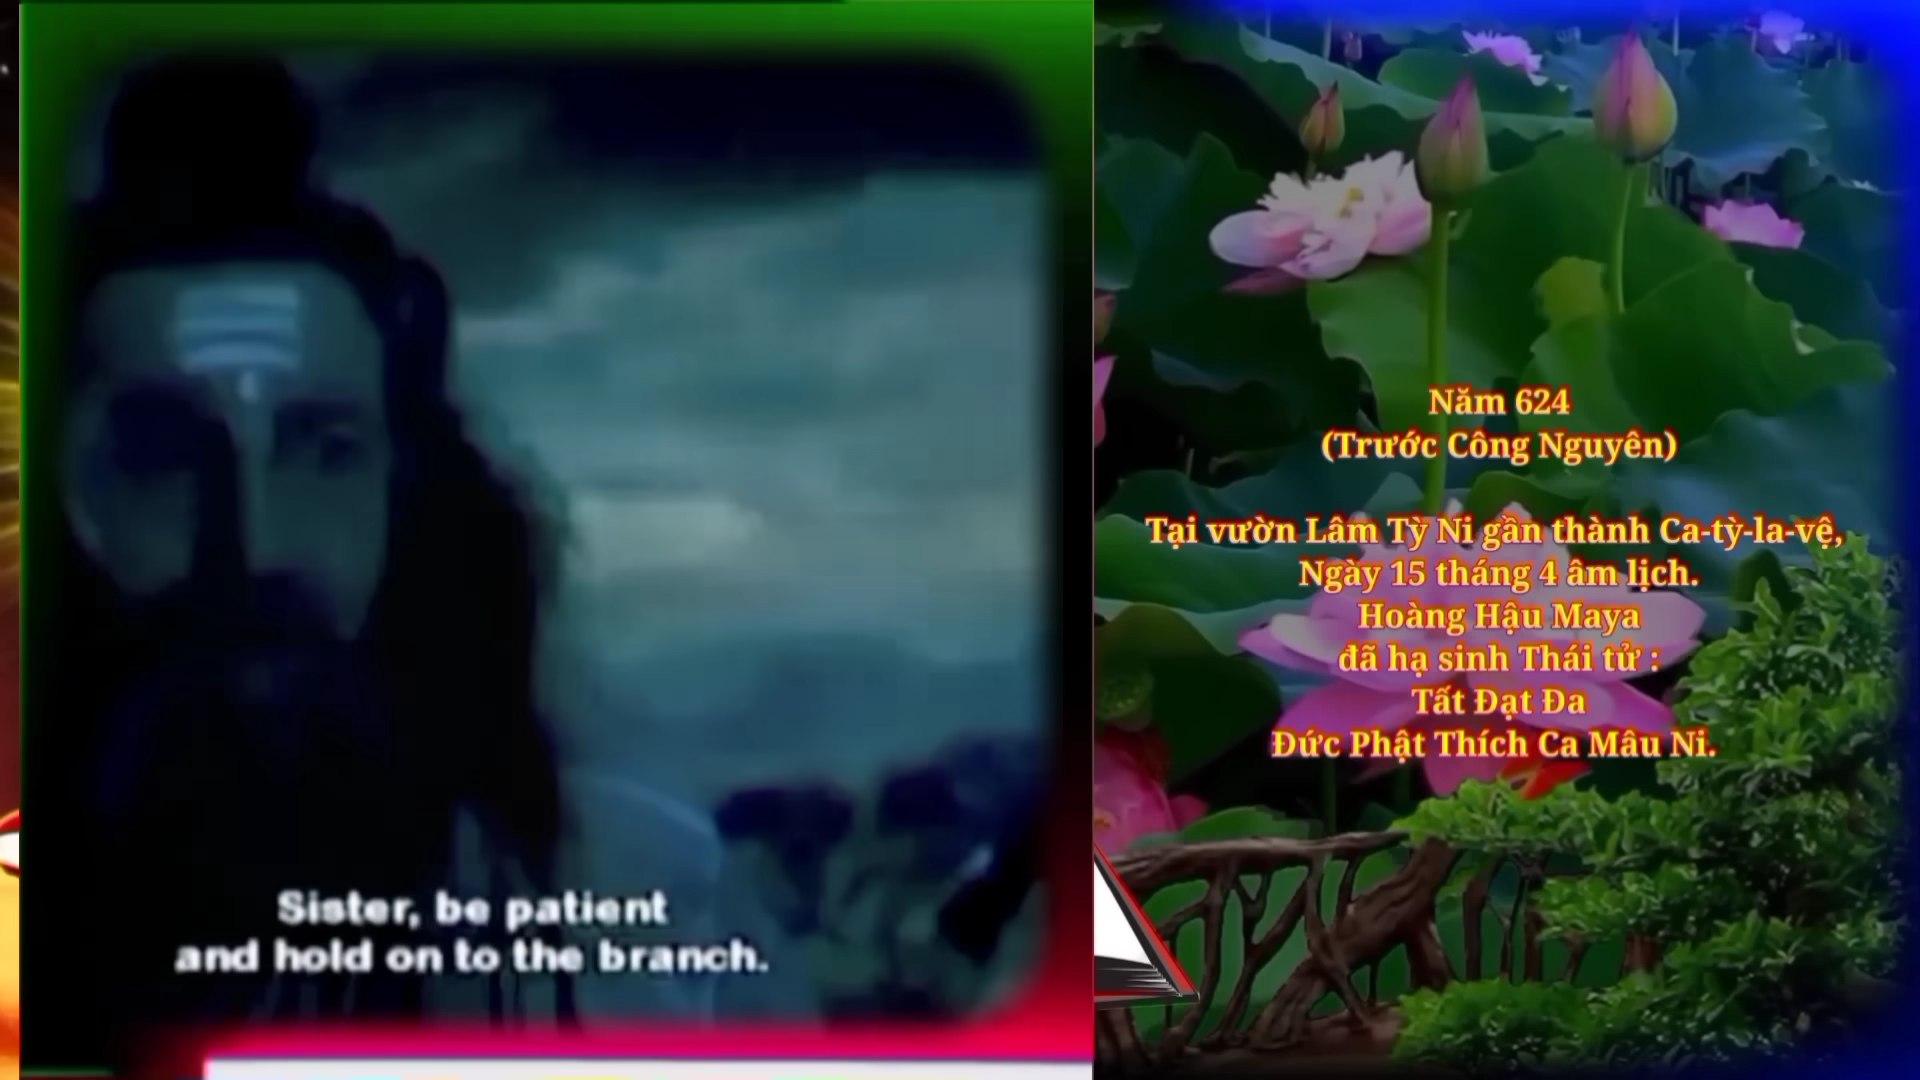 Sister, be patient
and hold on to the branch.
Năm 624
(Trước Công Nguyên)
Tại vườn Lâm Tỳ Ni gần thành Ca-tỳ-la-vệ,
Ngày 15 tháng 4 âm lịch.
Hoàng Hậu Maya
đã hạ sinh Thái tử :
Tất Đạt Đa
Đức Phật Thích Ca Mâu Ni.